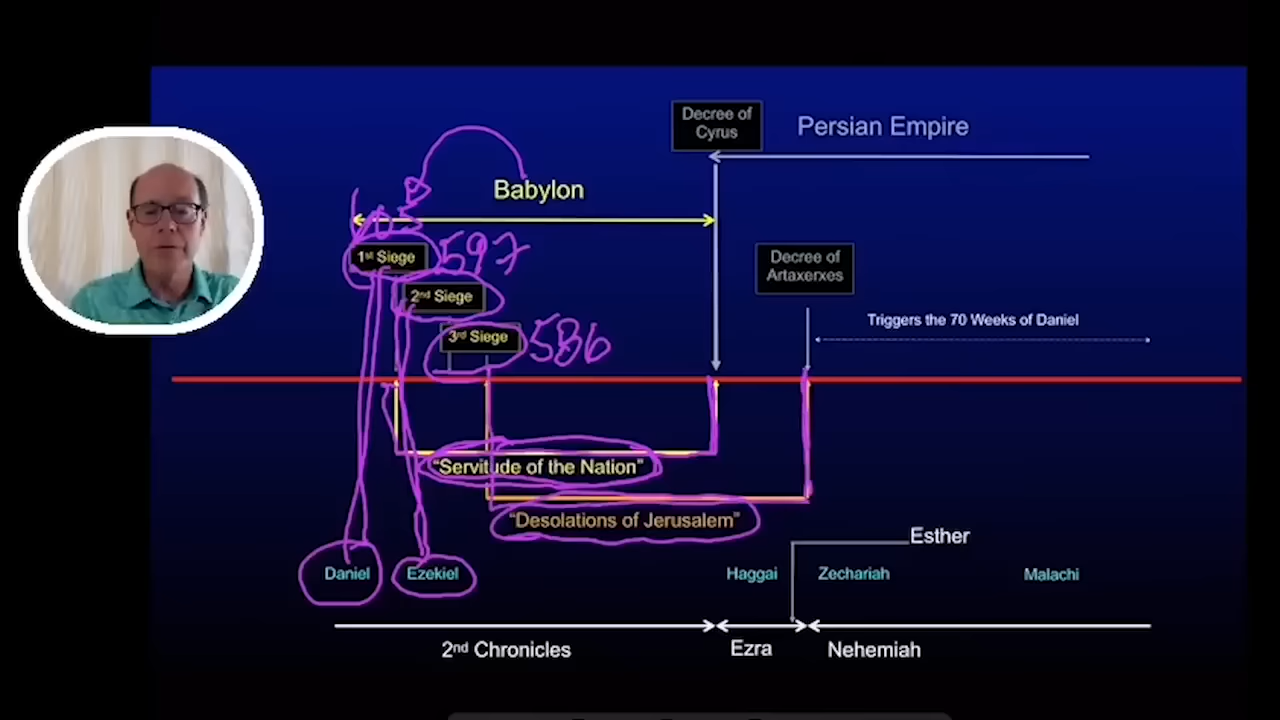 Decree of
Cyrus
Persian Empire
Babylon
1st Siege
597
2nd Siege
3rd Siege
586
Decree of
Artaxerxes
Triggers the 70 Weeks of Daniel
"Servitude of the Nation"
"Desolations of Jerusalem"
Esther
Daniel
Ezekiel
Haggai
Zechariah
Malachi
2nd Chronicles
Ezra
Nehemiah